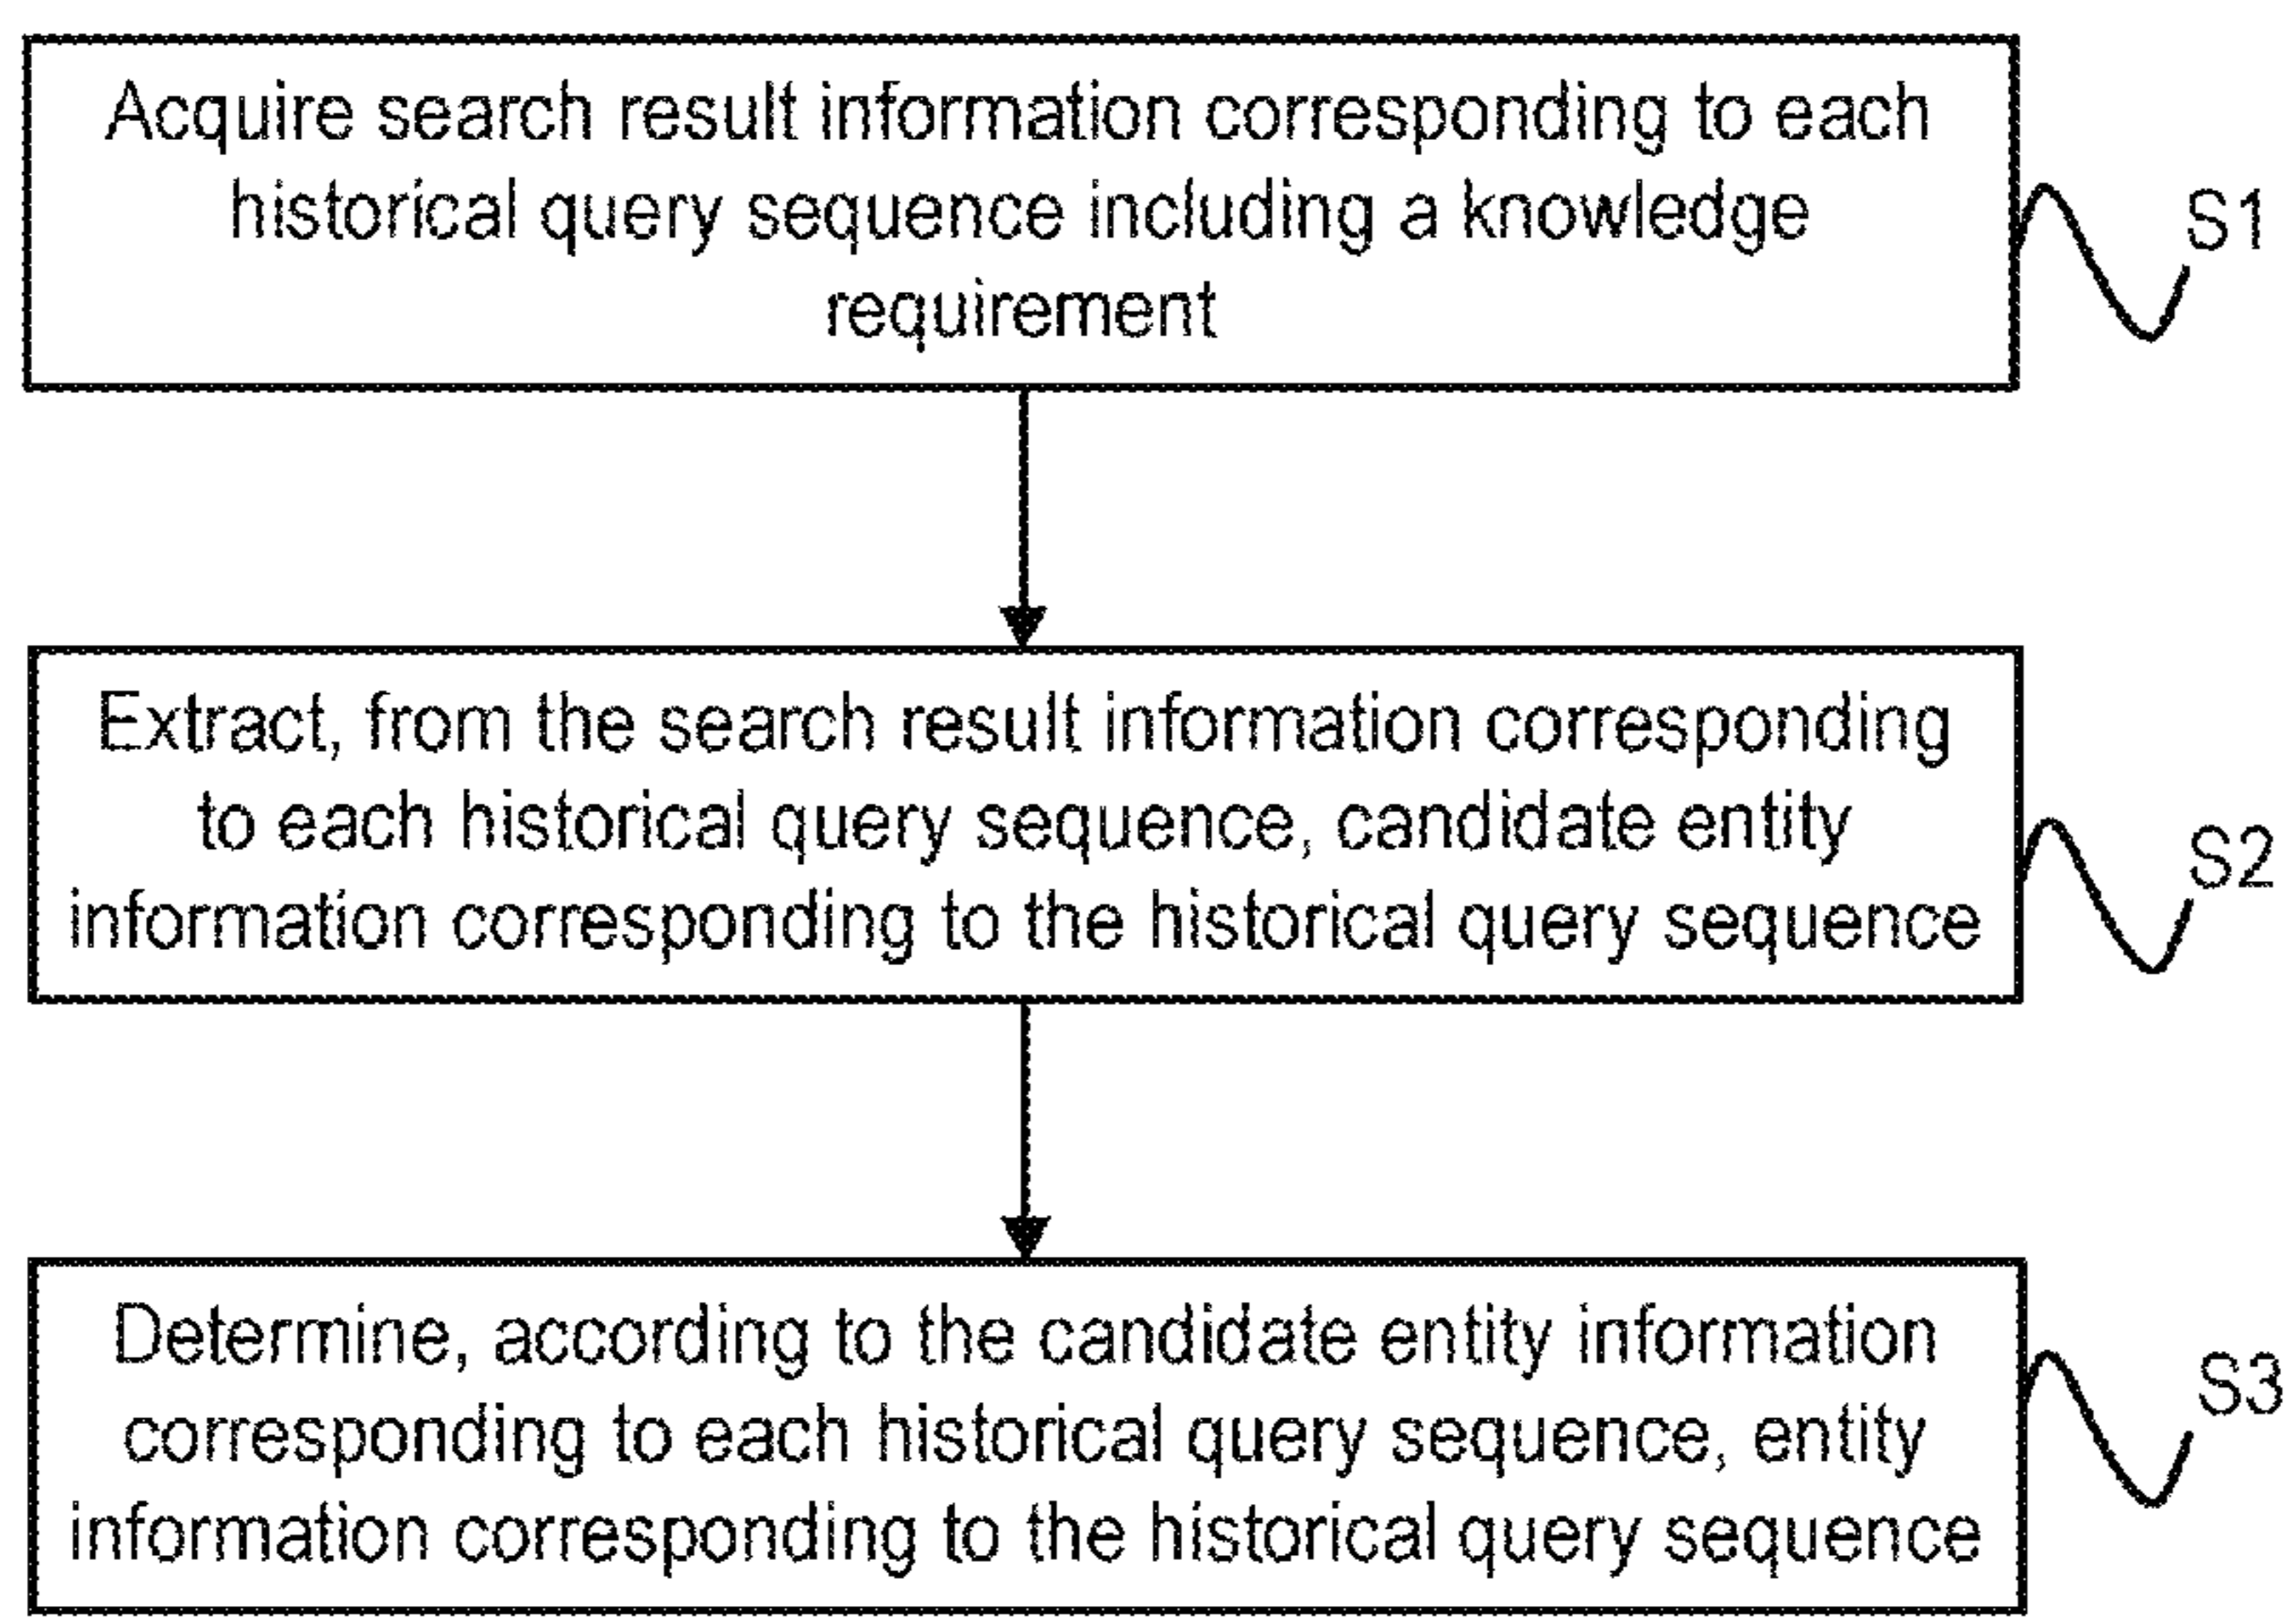 Acquire search result information corresponding to each
historical query sequence including a knowledge
requirement
S1
Extract, from the search result information corresponding
to each historical query sequence, candidate entity
information corresponding to the historical query sequence
S2
Determine, according to the candidate entity information
corresponding to each historical query sequence, entity
information corresponding to the historical query sequence
S3